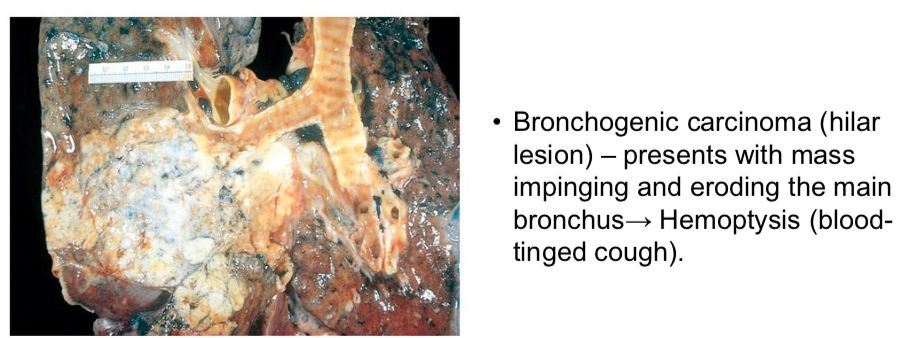 • Bronchogenic carcinoma (hilar
lesion) – presents with mass
impinging and eroding the main
bronchus→ Hemoptysis (blood-
tinged cough).